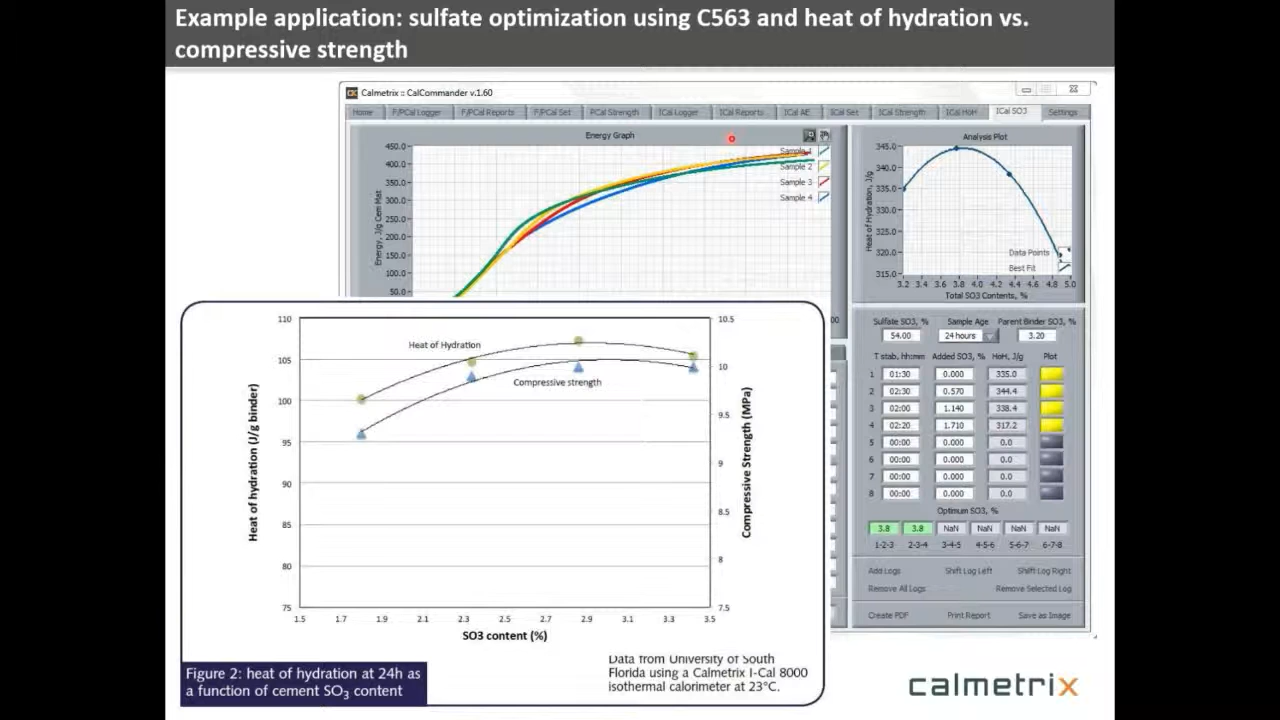 Example application: sulfate optimization using C563 and heat of hydration vs.
compressive strength
Calmetrix :: CalCommander v.1.60
Home F/PCal Logger F/PCal Reports F/PCal Set PCal Strength ICal Logger ICal Reports ICal AE ICal Set ICal Strength ICal HoH ICal SO3 Settings
Energy Graph
Energy, J/g Cem Mat
450.0
400.0
350.0
300.0
250.0
200.0
150.0
100.0
50.0
Sample 1
Sample 2
Sample 3
Sample 4
Analysis Plot
Heat of Hydration, J/g
345.0
340.0
335.0
330.0
325.0
320.0
315.0
Data Points
Best Fit
3.2 3.4 3.6 3.8 4.0 4.2 4.4 4.6 4.8 5.0
Total SO3 Contents, %
Sulfate SO3, % Sample Age Parent Binder SO3, %
54.00 24 hours 3.20
T stab, hh:mm Added SO3, % HoH, J/g Plot
1 01:30 0.000 335.0
2 02:30 0.570 344.4
3 02:00 1.140 338.4
4 02:20 1.710 317.2
5 00:00 0.000 0.0
6 00:00 0.000 0.0
7 00:00 0.000 0.0
8 00:00 0.000 0.0
Optimum SO3, %
3.8 3.8 NaN NaN NaN NaN
1-2-3 2-3-4 3-4-5 4-5-6 5-6-7 6-7-8
Add Logs Shift Log Left Shift Log Right
Remove All Logs Remove Selected Log
Create PDF Print Report Save as Image
Heat of hydration (J/g binder)
110
105
100
95
90
85
80
75
Heat of Hydration
Compressive strength
10.5
10
9.5
9
8.5
8
7.5
Compressive Strength (MPa)
1.5 1.7 1.9 2.1 2.3 2.5 2.7 2.9 3.1 3.3 3.5
SO3 content (%)
Figure 2: heat of hydration at 24h as
a function of cement SO3 content
Data from University of South
Florida using a Calmetrix I-Cal 8000
isothermal calorimeter at 23°C.
calmetrix